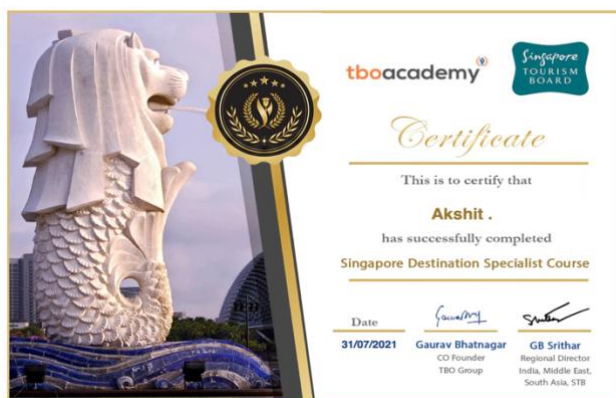 tboacademy
Singapore
TOURISM
BOARD
Certificate
This is to certify that
Akshit .
has successfully completed
Singapore Destination Specialist Course
Date
31/07/2021
Gaurav Bhatnagar
CO Founder
TBO Group
GB Srithar
Regional Director
India, Middle East,
South Asia, STB